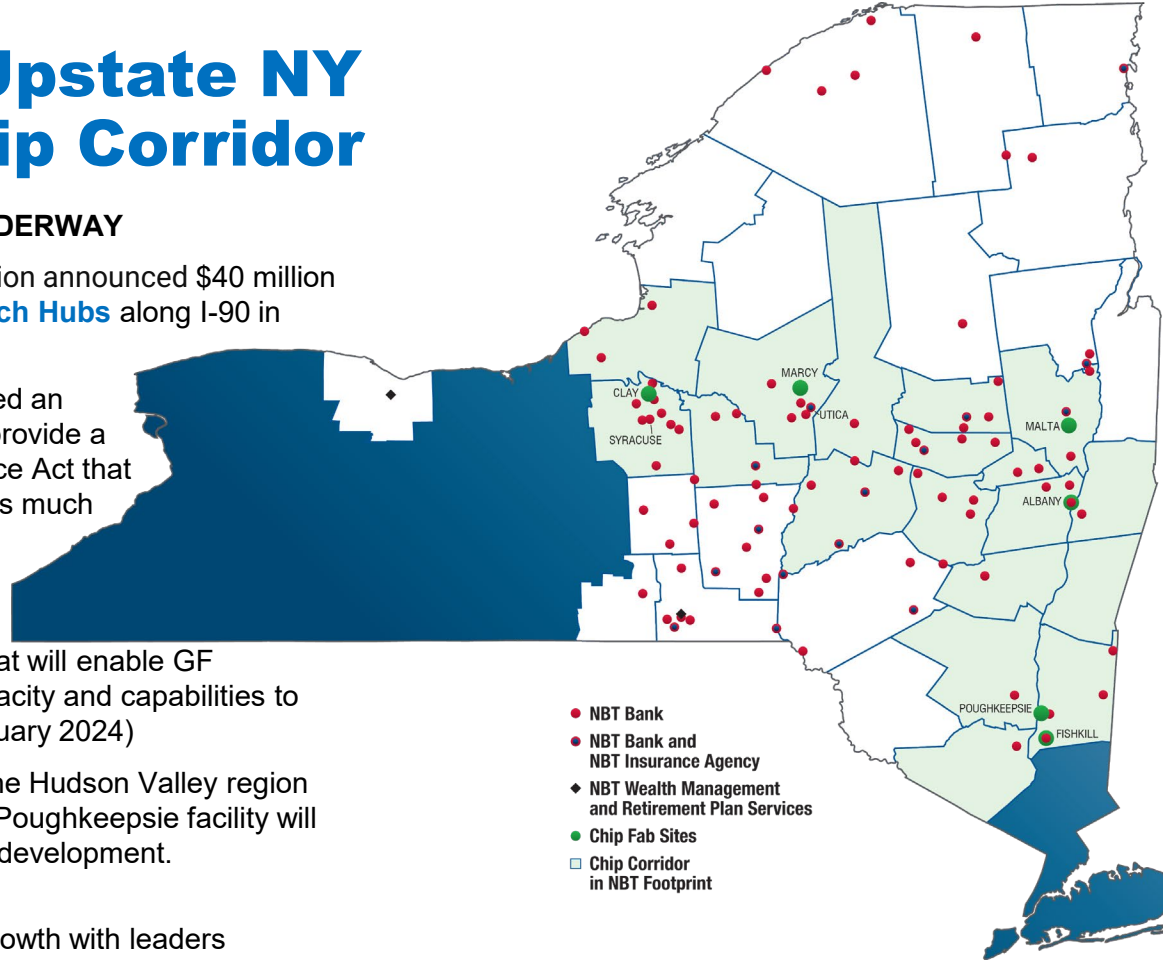 Upstate NY
ip Corridor
DERWAY
ion announced $40 million
ch Hubs along I-90 in
ed an
provide a
ce Act that
s much
at will enable GF
acity and capabilities to
uary 2024)
ne Hudson Valley region
Poughkeepsie facility will
development.
owth with leaders
MARCY
CLAY
UTICA
SYRACUSE
MALTA
ALBANY
POUGHKEEPSIE
FISHKILL
NBT Bank
NBT Bank and
NBT Insurance Agency
NBT Wealth Management
and Retirement Plan Services
Chip Fab Sites
Chip Corridor
in NBT Footprint